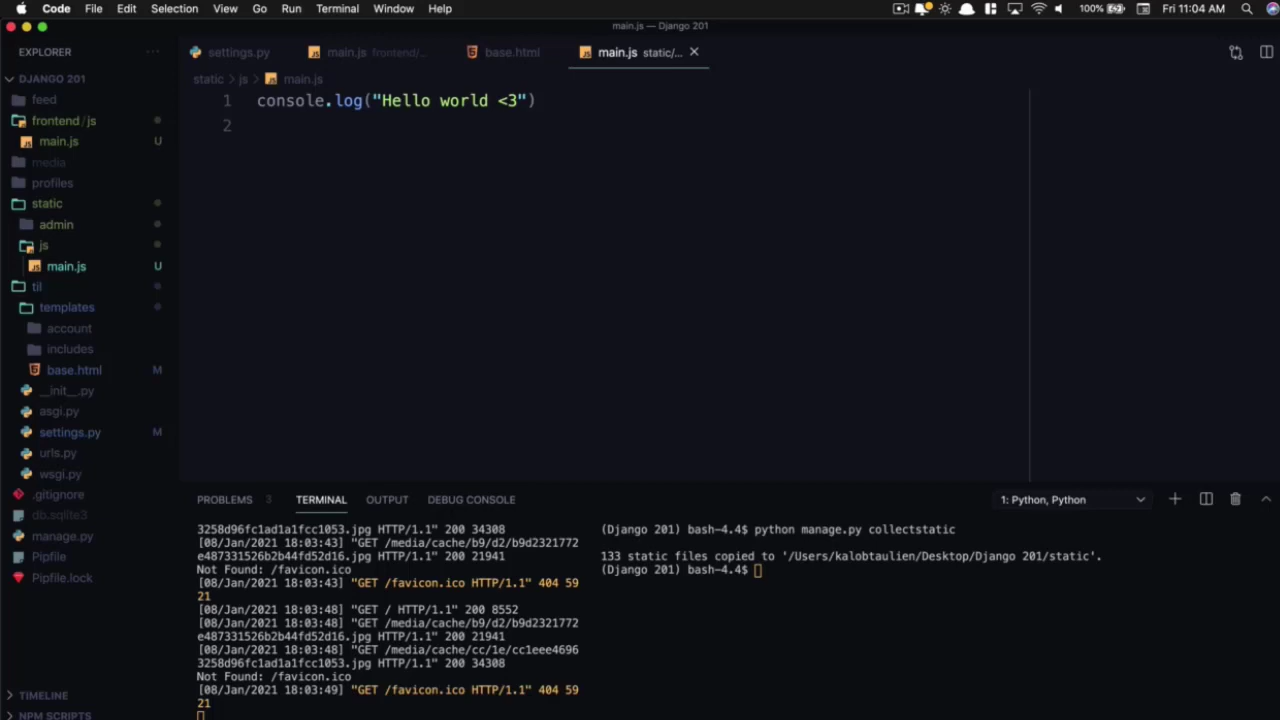 Code File Edit Selection View Go Run Terminal Window Help 100% Fri 11:04 AM
main.js — Django 201
EXPLORER ···
settings.py main.js frontend/... base.html main.js static/...
DJANGO 201
static > js > main.js
feed
1 console.log("Hello world <3")
frontend/js
2
main.js U
media
profiles
static
admin
js
main.js U
til
templates
account
includes
base.html M
__init__.py
asgi.py
settings.py M
urls.py
wsgi.py
.gitignore
db.sqlite3
manage.py
Pipfile
Pipfile.lock
TIMELINE
NPM SCRIPTS
PROBLEMS 3 TERMINAL OUTPUT DEBUG CONSOLE 1: Python, Python
3258d96fc1ad1a1fcc1053.jpg HTTP/1.1" 200 34308
[08/Jan/2021 18:03:43] "GET /media/cache/b9/d2/b9d2321772
e487331526b2b44fd52d16.jpg HTTP/1.1" 200 21941
Not Found: /favicon.ico
[08/Jan/2021 18:03:43] "GET /favicon.ico HTTP/1.1" 404 59
21
[08/Jan/2021 18:03:48] "GET / HTTP/1.1" 200 8552
[08/Jan/2021 18:03:48] "GET /media/cache/b9/d2/b9d2321772
e487331526b2b44fd52d16.jpg HTTP/1.1" 200 21941
[08/Jan/2021 18:03:48] "GET /media/cache/cc/1e/cc1eee4696
3258d96fc1ad1a1fcc1053.jpg HTTP/1.1" 200 34308
Not Found: /favicon.ico
[08/Jan/2021 18:03:49] "GET /favicon.ico HTTP/1.1" 404 59
21
(Django 201) bash-4.4$ python manage.py collectstatic
133 static files copied to '/Users/kalobtaulien/Desktop/Django 201/static'.
(Django 201) bash-4.4$